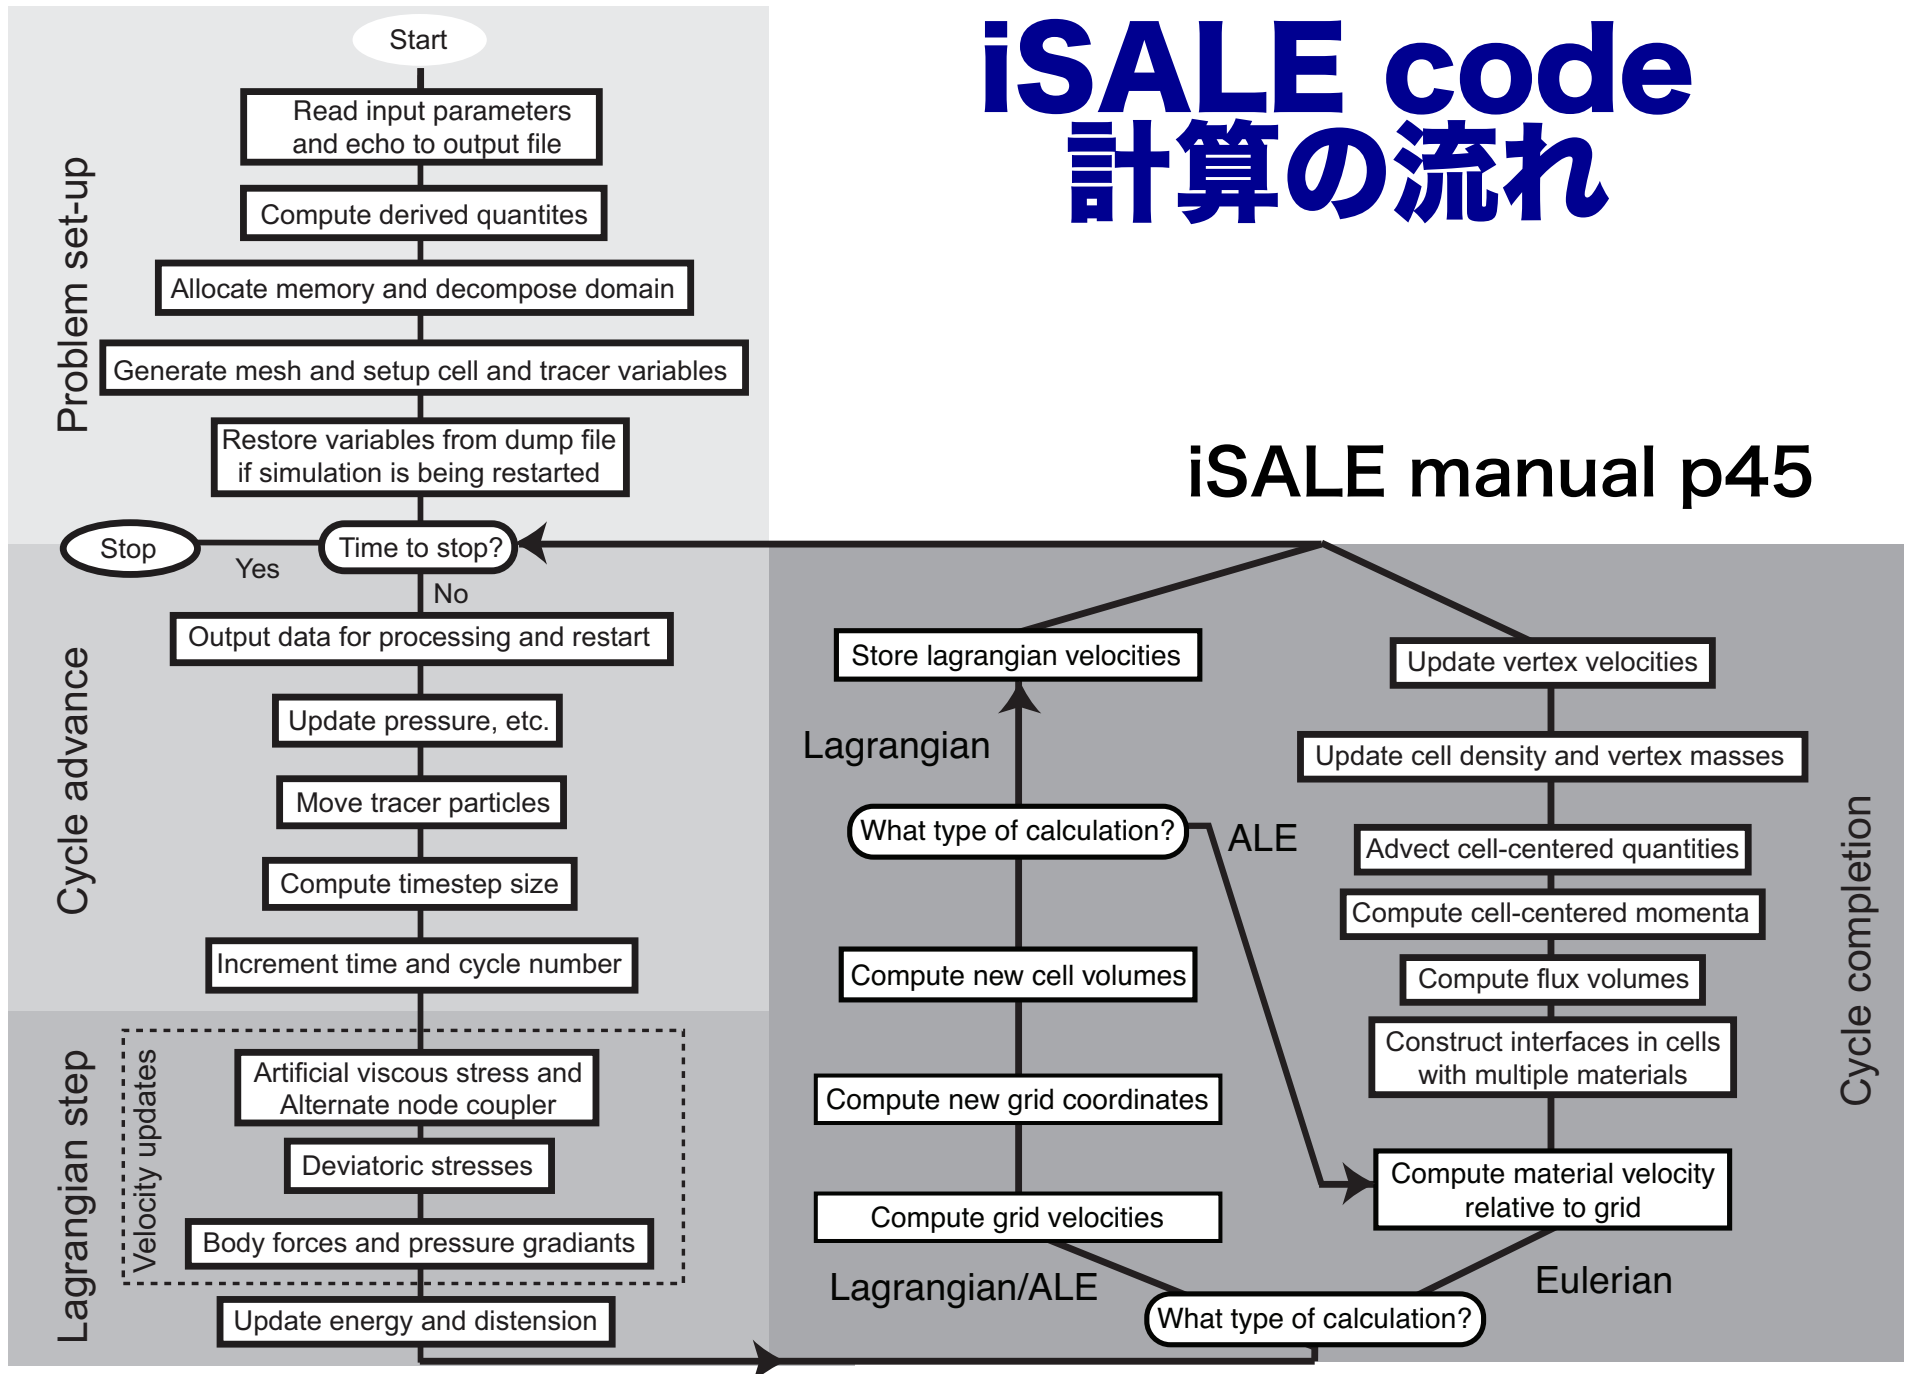 iSALE code
計算の流れ
iSALE manual p45
Problem set-up
Start
Read input parameters
and echo to output file
Compute derived quantites
Allocate memory and decompose domain
Generate mesh and setup cell and tracer variables
Restore variables from dump file
if simulation is being restarted
Stop
Yes
Time to stop?
No
Cycle advance
Output data for processing and restart
Update pressure, etc.
Move tracer particles
Compute timestep size
Increment time and cycle number
Lagrangian step
Velocity updates
Artificial viscous stress and
Alternate node coupler
Deviatoric stresses
Body forces and pressure gradiants
Update energy and distension
Store lagrangian velocities
Lagrangian
What type of calculation?
ALE
Compute new cell volumes
Compute new grid coordinates
Compute grid velocities
Lagrangian/ALE
What type of calculation?
Eulerian
Update vertex velocities
Update cell density and vertex masses
Advect cell-centered quantities
Compute cell-centered momenta
Compute flux volumes
Construct interfaces in cells
with multiple materials
Compute material velocity
relative to grid
Cycle completion